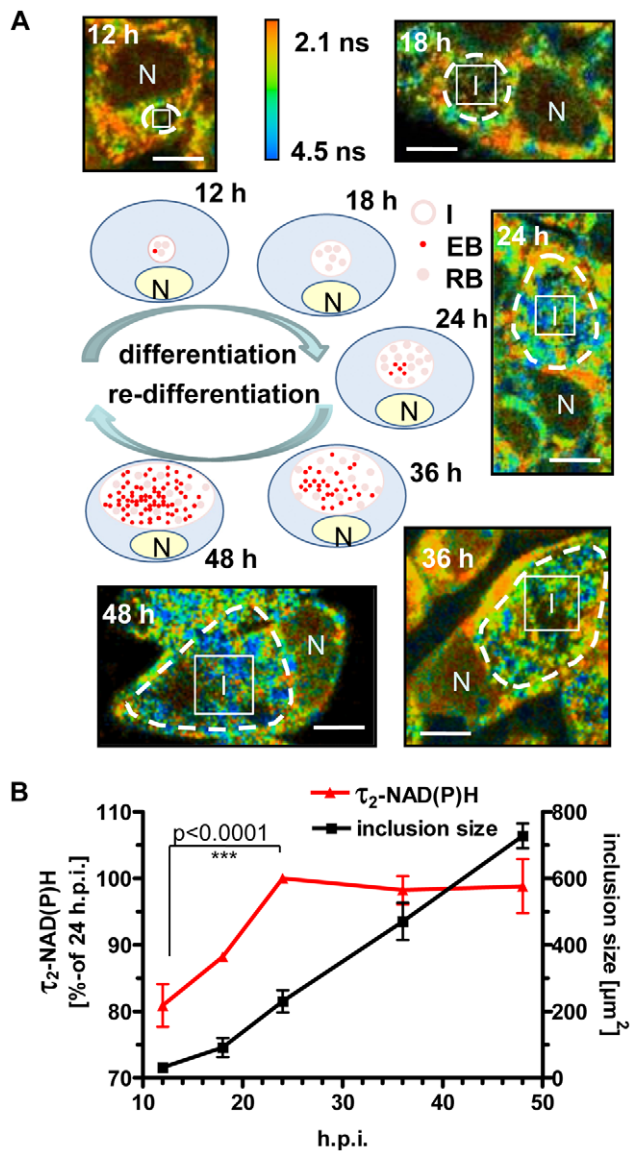 A
12 h
N
2.1 ns
4.5 ns
18 h
I
N
12 h
18 h
I
EB
RB
N
N
24 h
I
N
24 h
N
differentiation
re-differentiation
36 h
N
N
48 h
36 h
I
N
48 h
I
N
B
τ2-NAD(P)H
inclusion size
p<0.0001
***
110
100
90
80
70
τ2-NAD(P)H
[%-of 24 h.p.i.]
800
600
400
200
0
inclusion size [µm2]
10
20
30
40
50
h.p.i.